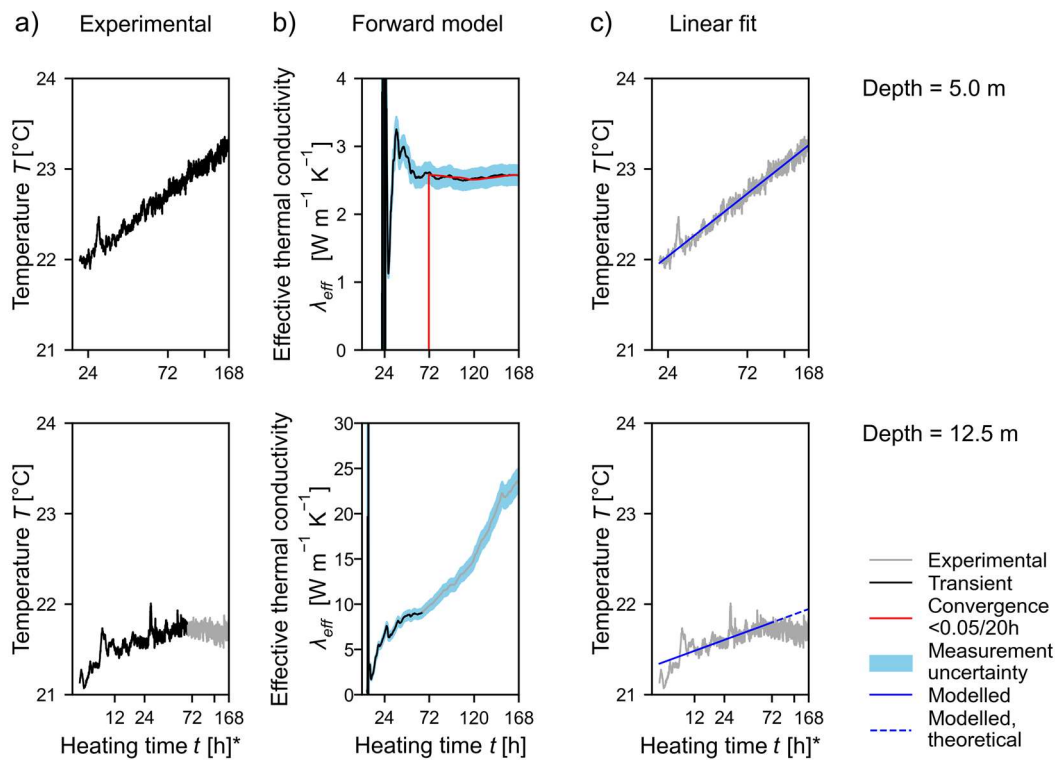 a) Experimental b) Forward model c) Linear fit
Depth = 5.0 m
Temperature T [°C]
24
23
22
21
24 72 168
Effective thermal conductivity
λeff [W m⁻¹ K⁻¹]
4
3
2
1
0
24 72 120 168
Temperature T [°C]
24
23
22
21
24 72 168
Depth = 12.5 m
Temperature T [°C]
24
23
22
21
12 24 72 168
Heating time t [h]*
Effective thermal conductivity
λeff [W m⁻¹ K⁻¹]
30
25
20
15
10
5
0
24 72 120 168
Heating time t [h]
Temperature T [°C]
24
23
22
21
12 24 72 168
Heating time t [h]*
Experimental
Transient
Convergence
<0.05/20h
Measurement
uncertainty
Modelled
Modelled,
theoretical